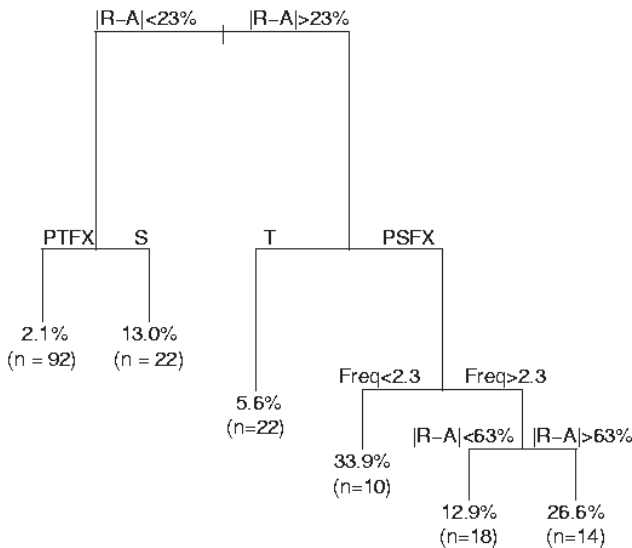 |R−A|<23% |R−A|>23%
PTFX S T PSFX
2.1% 13.0%
(n = 92) (n = 22)
Freq<2.3 Freq>2.3
5.6%
(n=22)
|R−A|<63% |R−A|>63%
33.9%
(n=10)
12.9% 26.6%
(n=18) (n=14)